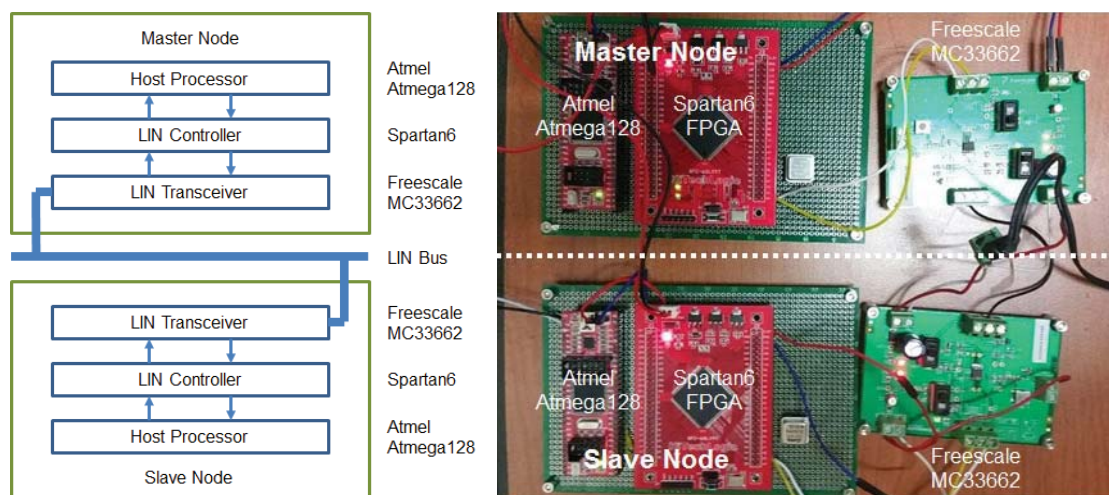 Master Node
Host Processor
LIN Controller
LIN Transceiver
Atmel
Atmega128
Spartan6
Freescale
MC33662
LIN Bus
LIN Transceiver
LIN Controller
Host Processor
Slave Node
Freescale
MC33662
Spartan6
Atmel
Atmega128
Master Node
Atmel
Atmega128
Spartan6
FPGA
Freescale
MC33662
Atmel
Atmega128
Spartan6
FPGA
Slave Node
Freescale
MC33662